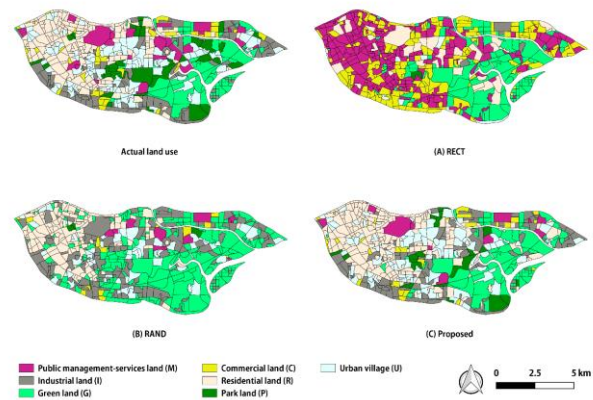 Actual land use
(A) RECT
(B) RAND
(C) Proposed
Public management-services land (M)
Commercial land (C)
Urban village (U)
Industrial land (I)
Residential land (R)
Green land (G)
Park land (P)
0 2.5 5 km